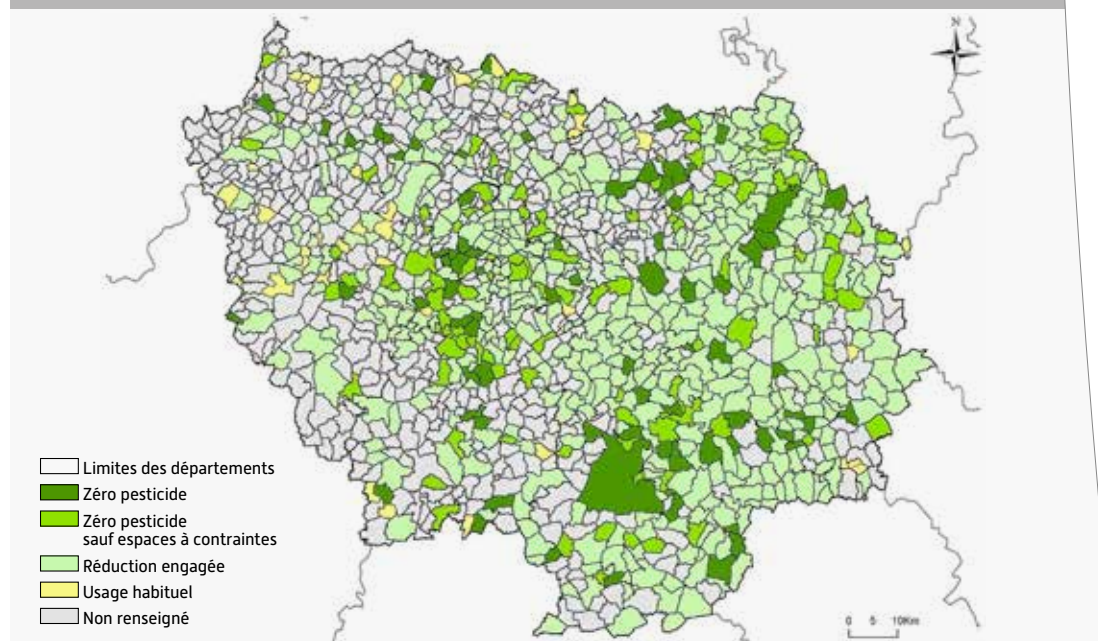 N
Limites des départements
Zéro pesticide
Zéro pesticide
sauf espaces à contraintes
Réduction engagée
Usage habituel
Non renseigné
0 5 10Km